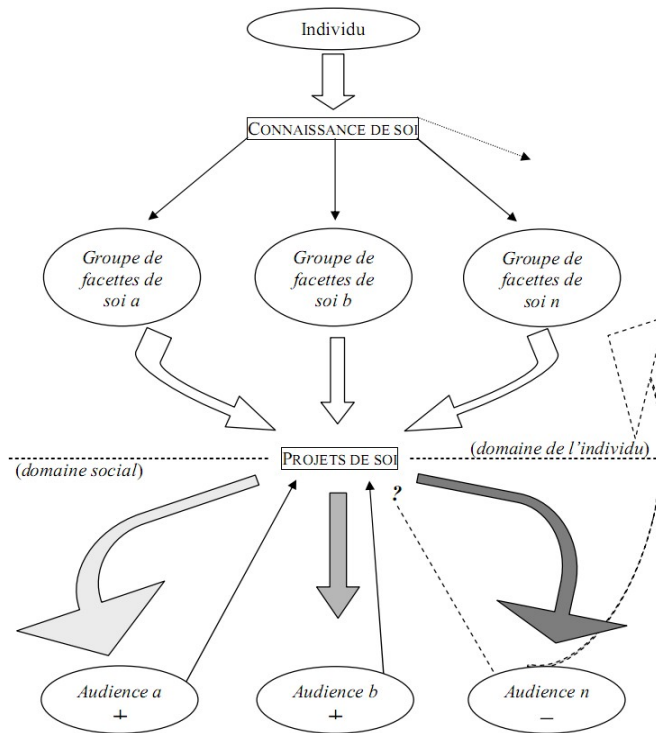 Individu
CONNAISSANCE DE SOI
Groupe de
facettes de
soi a
Groupe de
facettes de
soi b
Groupe de
facettes de
soi n
(domaine de l'individu)
PROJETS DE SOI
(domaine social)
?
Audience a
+
Audience b
+
Audience n
–